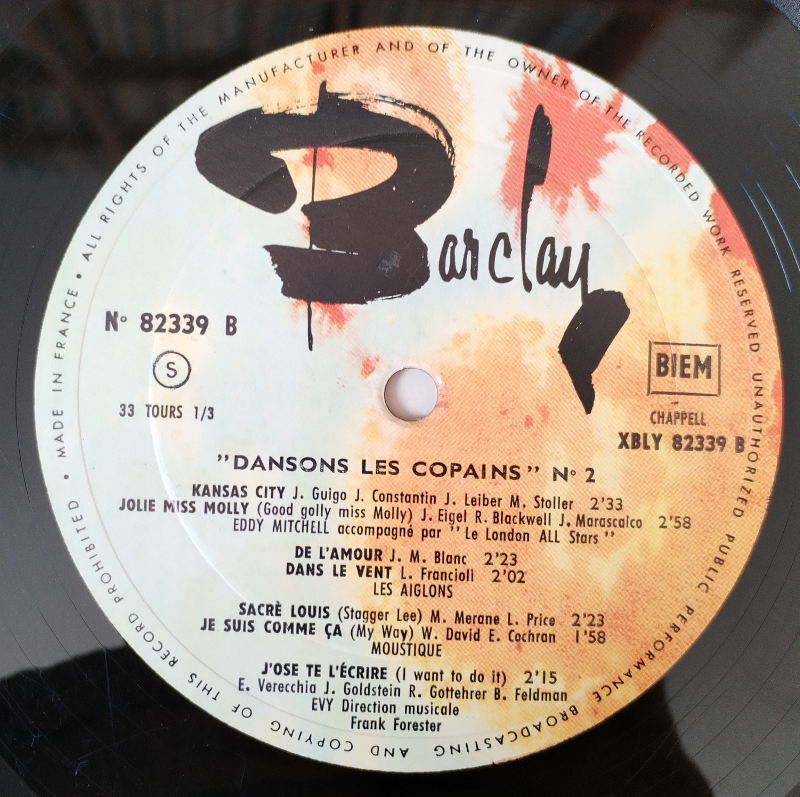 • MADE IN FRANCE • ALL RIGHTS OF THE MANUFACTURER AND OF THE OWNER OF THE RECORDED WORK RESERVED UNAUTHORIZED PUBLIC PERFORMANCE BROADCASTING AND COPYING OF THIS RECORD PROHIBITED
Barclay
N° 82339 B
S
33 TOURS 1/3
BIEM
CHAPPELL
XBLY 82339 B
"DANSONS LES COPAINS" N° 2
KANSAS CITY J. Guigo J. Constantin J. Leiber M. Stoller 2'33
JOLIE MISS MOLLY (Good golly miss Molly) J. Eigel R. Blackwell J. Marascalco 2'58
EDDY MITCHELL accompagné par " Le London ALL Stars "
DE L'AMOUR J. M. Blanc 2'23
DANS LE VENT L. Francioli 2'02
LES AIGLONS
SACRÈ LOUIS (Stagger Lee) M. Merane L. Price 2'23
JE SUIS COMME ÇA (My Way) W. David E. Cochran 1'58
MOUSTIQUE
J'OSE TE L'ÉCRIRE (I want to do it) 2'15
E. Verecchia J. Goldstein R. Gottehrer B. Feldman
EVY Direction musicale
Frank Forester